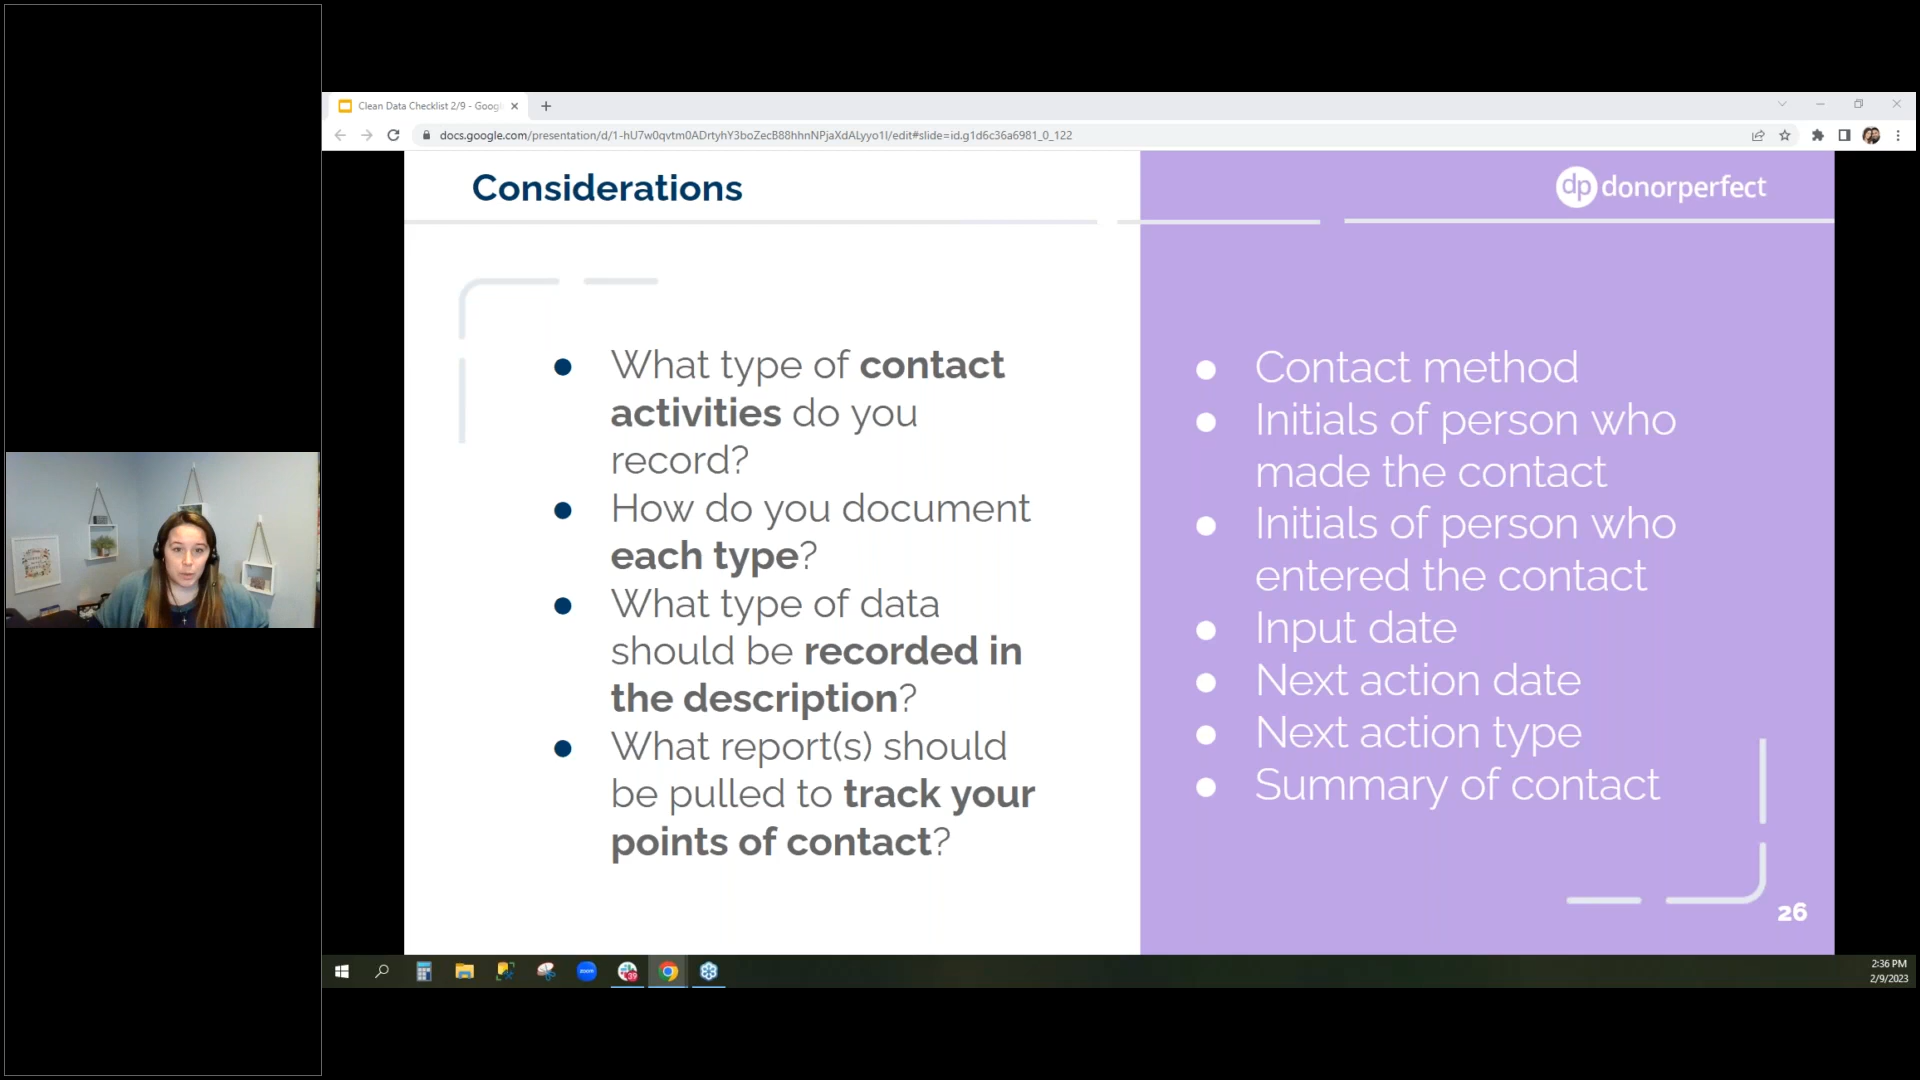 Clean Data Checklist 2/9 - Goog
docs.google.com/presentation/d/1-hU7w0qvtm0ADrtyhY3boZecB88hhnNPjaXdALyyo1I/edit#slide=id.g1d6c36a6981_0_122
Considerations
dp donorperfect
What type of contact
activities do you
record?
How do you document
each type?
What type of data
should be recorded in
the description?
What report(s) should
be pulled to track your
points of contact?
Contact method
Initials of person who
made the contact
Initials of person who
entered the contact
Input date
Next action date
Next action type
Summary of contact
26
zoom
39
2:36 PM
2/9/2023